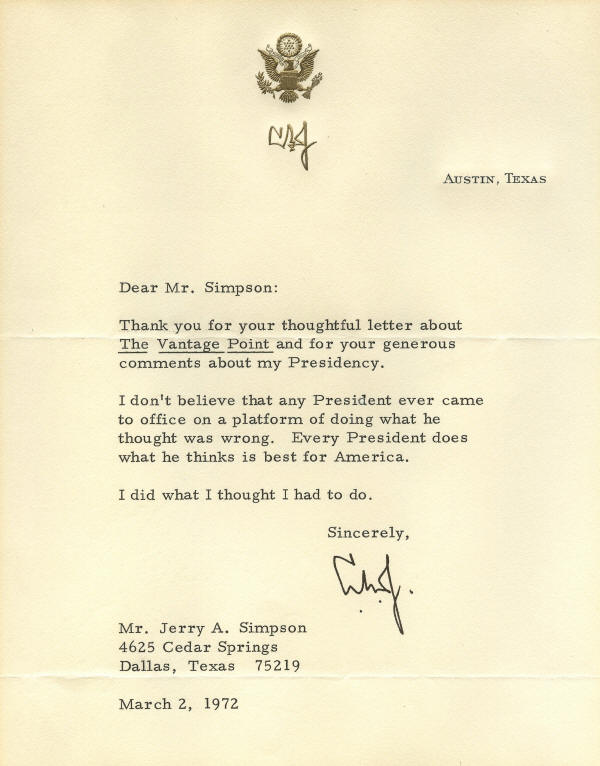 LBJ
Austin, Texas
Dear Mr. Simpson:
Thank you for your thoughtful letter about
The Vantage Point and for your generous
comments about my Presidency.
I don't believe that any President ever came
to office on a platform of doing what he
thought was wrong. Every President does
what he thinks is best for America.
I did what I thought I had to do.
Sincerely,
Mr. Jerry A. Simpson
4625 Cedar Springs
Dallas, Texas 75219
March 2, 1972